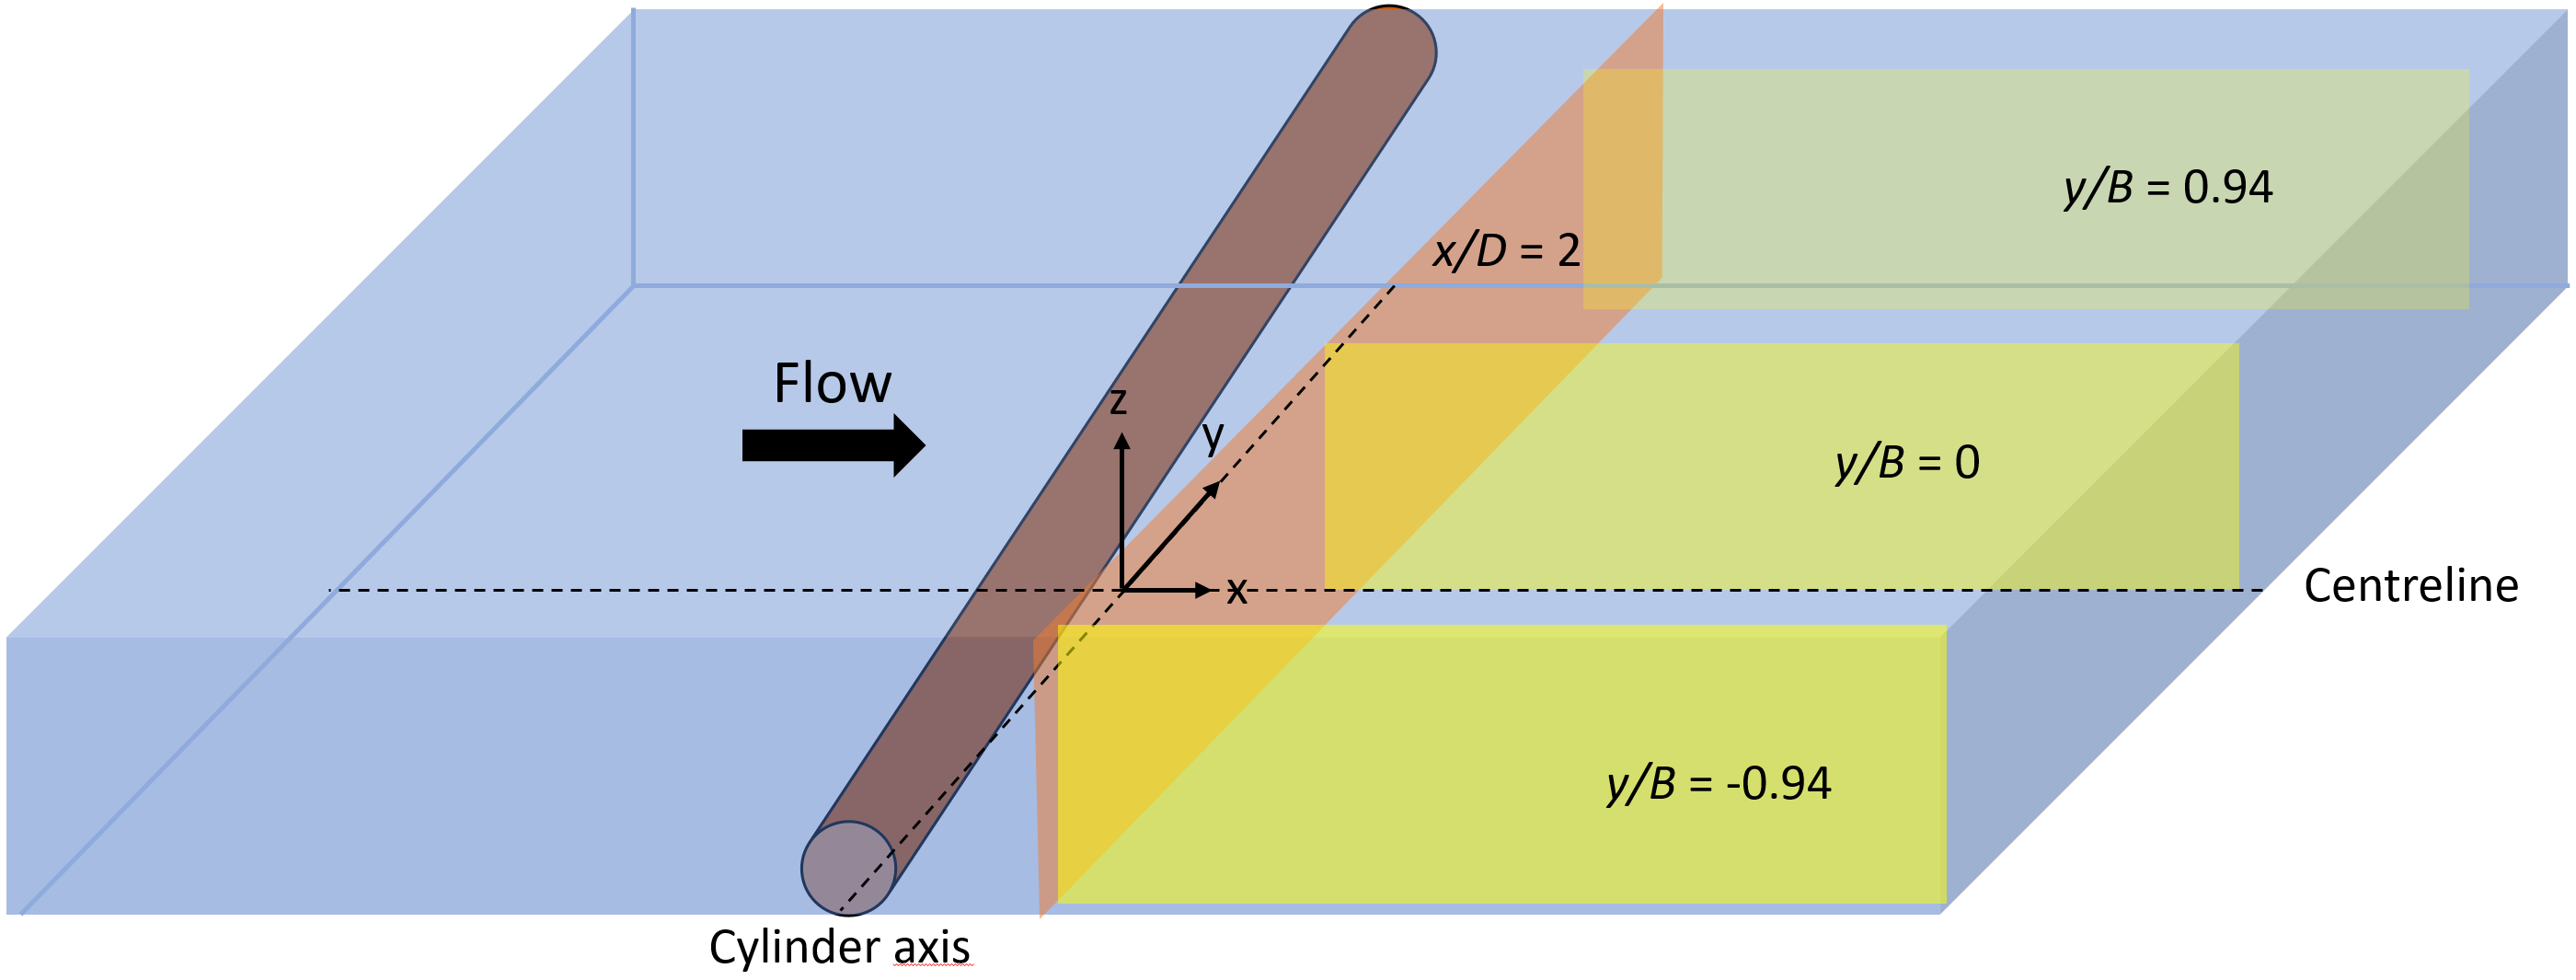 y/B = 0.94
x/D = 2
Flow
z
y
y/B = 0
x
Centreline
y/B = -0.94
Cylinder axis